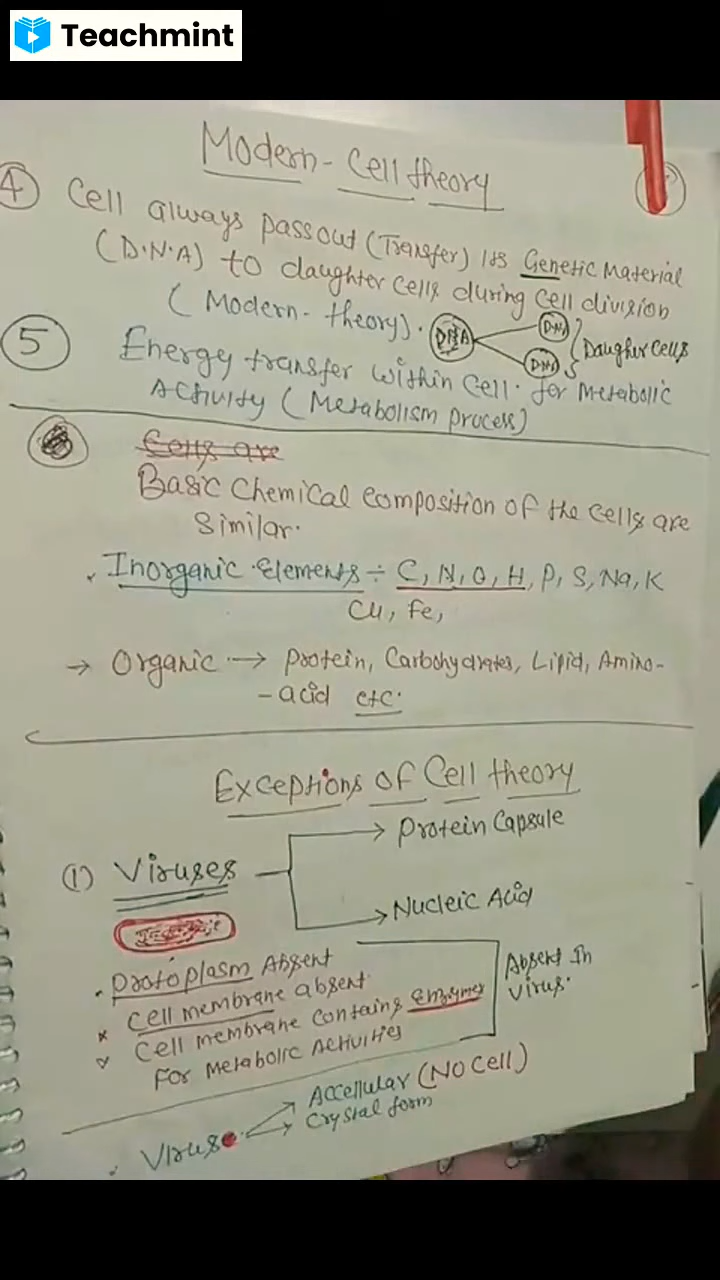 Teachmint
Modern - Cell theory
④ Cell always passout (Transfer) its Genetic Material
(D.N.A) to daughter cells during cell division
(Modern - theory).
DNA
DNA
DNA
Daugher cells
⑤ Energy transfer within cell. for Metabolic
Activity (Metabolism process)
Cells are
Basic Chemical composition of the cells are
Similar.
Inorganic Elements ÷ C, N, O, H, P, S, Na, K
Cu, Fe,
→ Organic → Protein, Carbohydrates, Lipid, Amino-
- acid etc.
Exceptions of Cell theory
① Viruses
→ Protein Capsule
→ Nucleic Acid
. Protoplasm Absent
× Cell membrane absent
Cell membrane containg Enzymes
For Metabolic Activities
Absent In
Virus.
. Virus
→ Accellular (NO Cell)
→ Crystal form